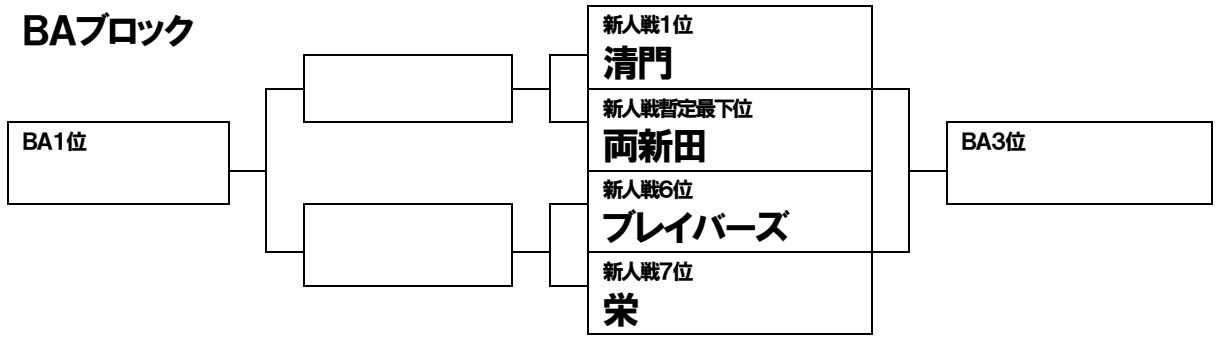 BAブロック
BA1位
新人戦1位
清門
新人戦暫定最下位
両新田
新人戦6位
ブレイバーズ
新人戦7位
栄
BA3位